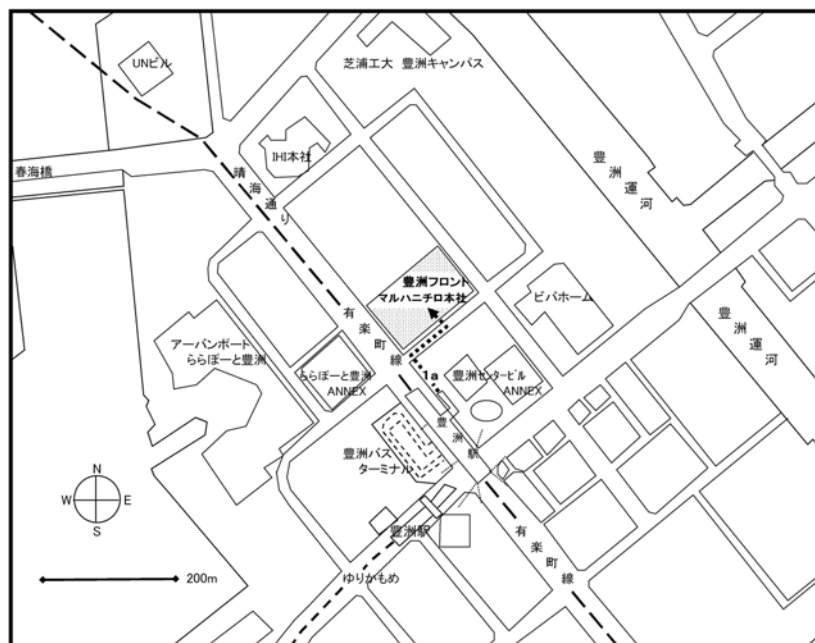 UNビル
芝浦工大 豊洲キャンパス
IHI本社
春海橋
晴海通り
豊洲運河
豊洲フロント
マルハニチロ本社
ビバホーム
有楽町線
アーバンポート
ららぽーと豊洲
ららぽーと豊洲
ANNEX
1a
豊洲センタービル
ANNEX
豊洲運河
豊洲駅
豊洲バス
ターミナル
N
W
E
S
豊洲駅
有楽町線
200m
ゆりかもめ